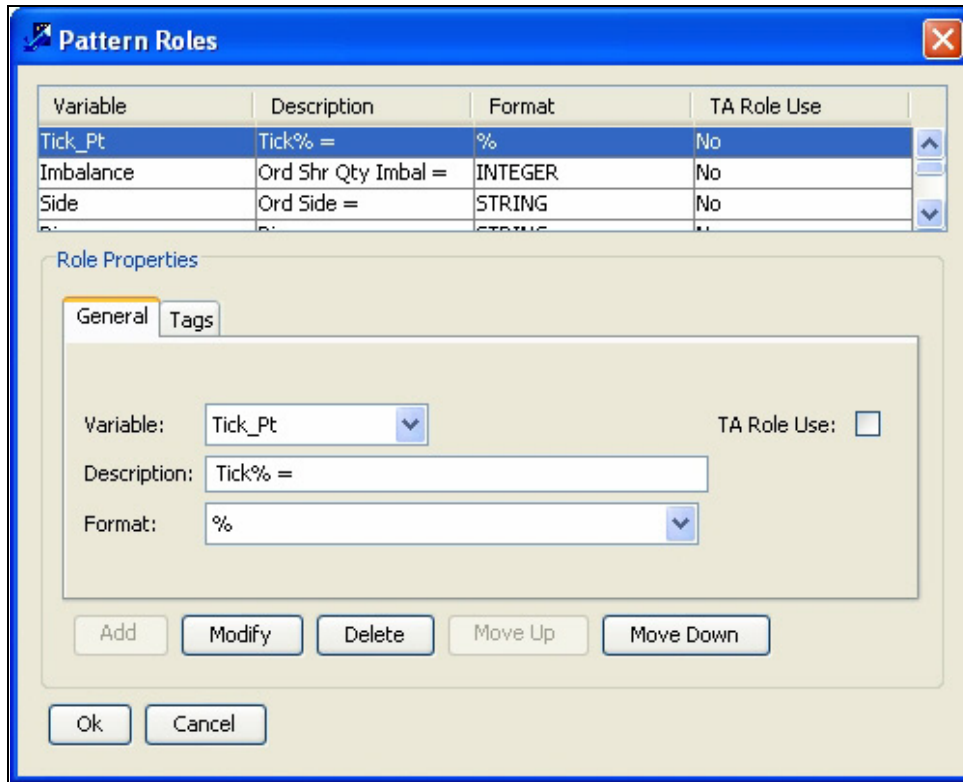 Pattern Roles
Variable Description Format TA Role Use
Tick_Pt Tick% = % No
Imbalance Ord Shr Qty Imbal = INTEGER No
Side Ord Side = STRING No
Role Properties
General Tags
Variable: Tick_Pt TA Role Use:
Description: Tick% =
Format: %
Add Modify Delete Move Up Move Down
Ok Cancel